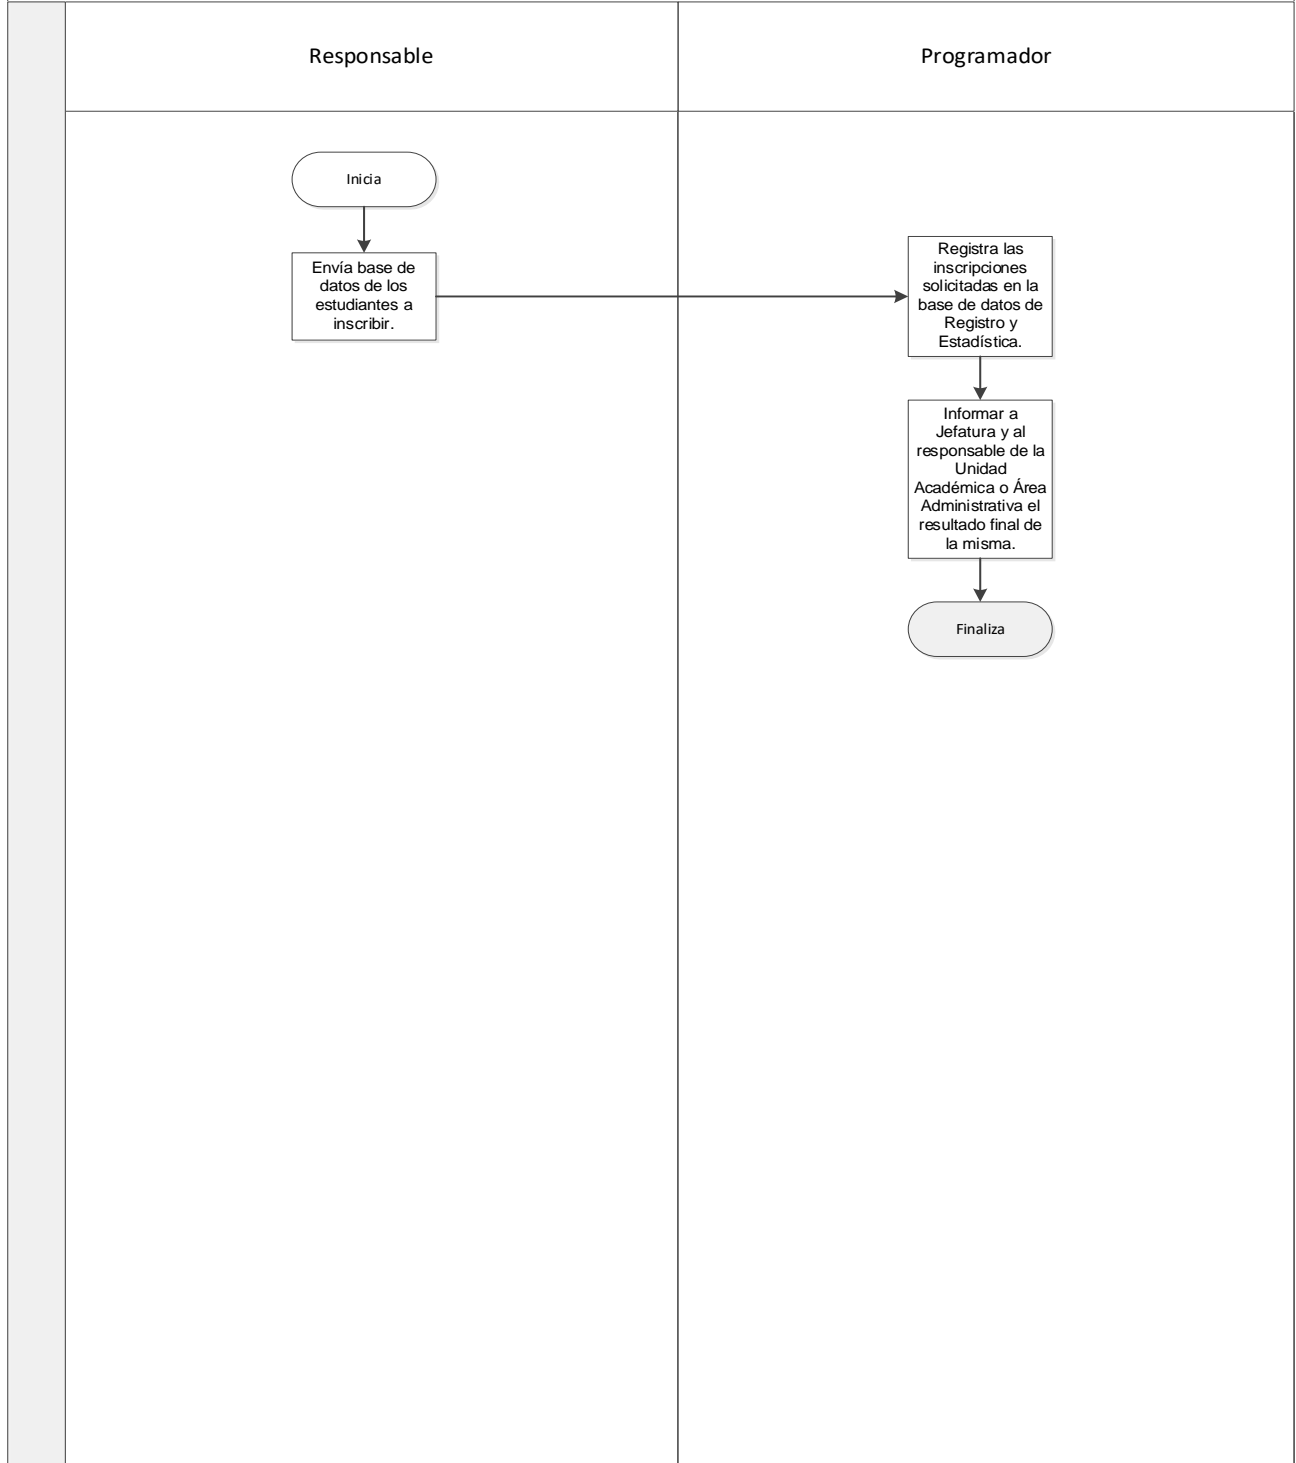 Responsable
Programador
Inicia
Envía base de
datos de los
estudiantes a
inscribir.
Registra las
inscripciones
solicitadas en la
base de datos de
Registro y
Estadística.
Informar a
Jefatura y al
responsable de la
Unidad
Académica o Área
Administrativa el
resultado final de
la misma.
Finaliza